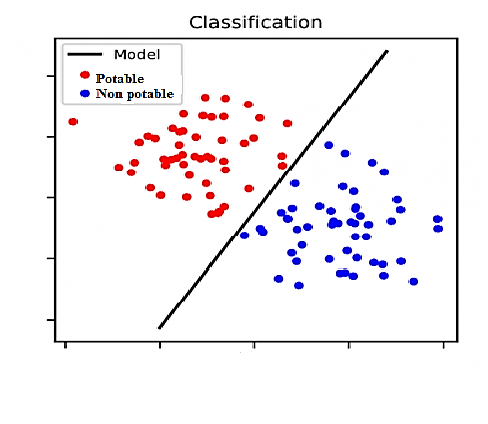 Classification
Model
Potable
Non potable